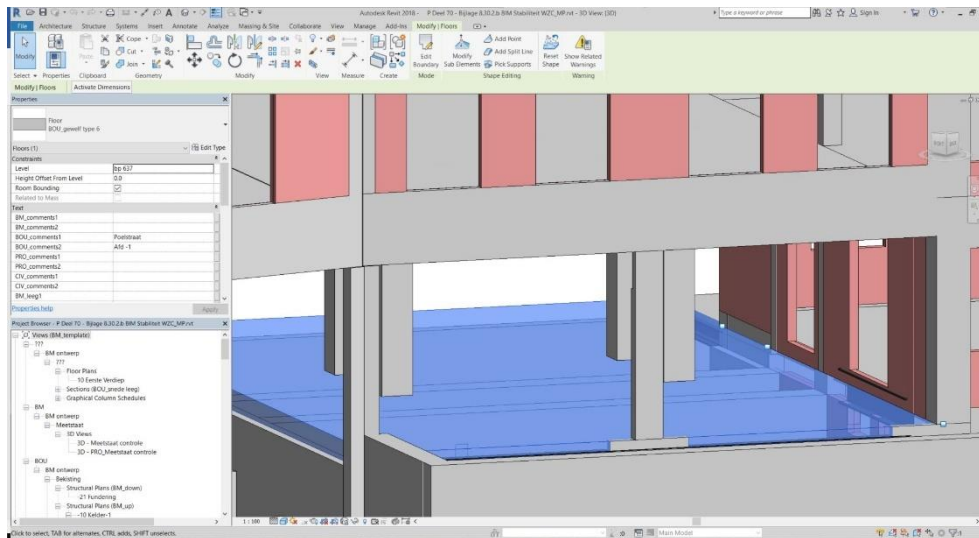 Autodesk Revit 2018 - P Deel 70 - Bijlage 8.30.2.b BIM Stabiliteit WZC_MP.rvt - 3D View: {3D}
Type a keyword or phrase
Sign In
File Architecture Structure Systems Insert Annotate Analyze Massing & Site Collaborate View Manage Add-Ins Modify | Floors
Modify
Paste
Cope
Cut
Join
Edit Boundary
Modify Sub Elements
Add Point
Add Split Line
Pick Supports
Reset Shape
Show Related Warnings
Select Properties Clipboard Geometry Modify View Measure Create Mode Shape Editing Warning
Modify | Floors Activate Dimensions
Properties
Floor
BOU_gewelf type 6
Floors (1) Edit Type
Constraints
Level bp 637
Height Offset From Level 0.0
Room Bounding
Related to Mass
Text
BM_comments1
BM_comments2
BOU_comments1 Poelstraat
BOU_comments2 Afd -1
PRO_comments1
PRO_comments2
CIV_comments1
CIV_comments2
BM_leeg1
Properties help Apply
Project Browser - P Deel 70 - Bijlage 8.30.2.b BIM Stabiliteit WZC_MP.rvt
Views (BM_template)
???
BM ontwerp
???
Floor Plans
10 Eerste Verdiep
Sections (BOU_snede leeg)
Graphical Column Schedules
BM
BM ontwerp
Meetstaat
3D Views
3D - Meetstaat controle
3D - PRO_Meetstaat controle
BOU
BM ontwerp
Bekisting
Structural Plans (BM_down)
-21 Fundering
Structural Plans (BM_up)
-10 Kelder-1
1 : 100
Click to select, TAB for alternates, CTRL adds, SHIFT unselects.
:0 Main Model